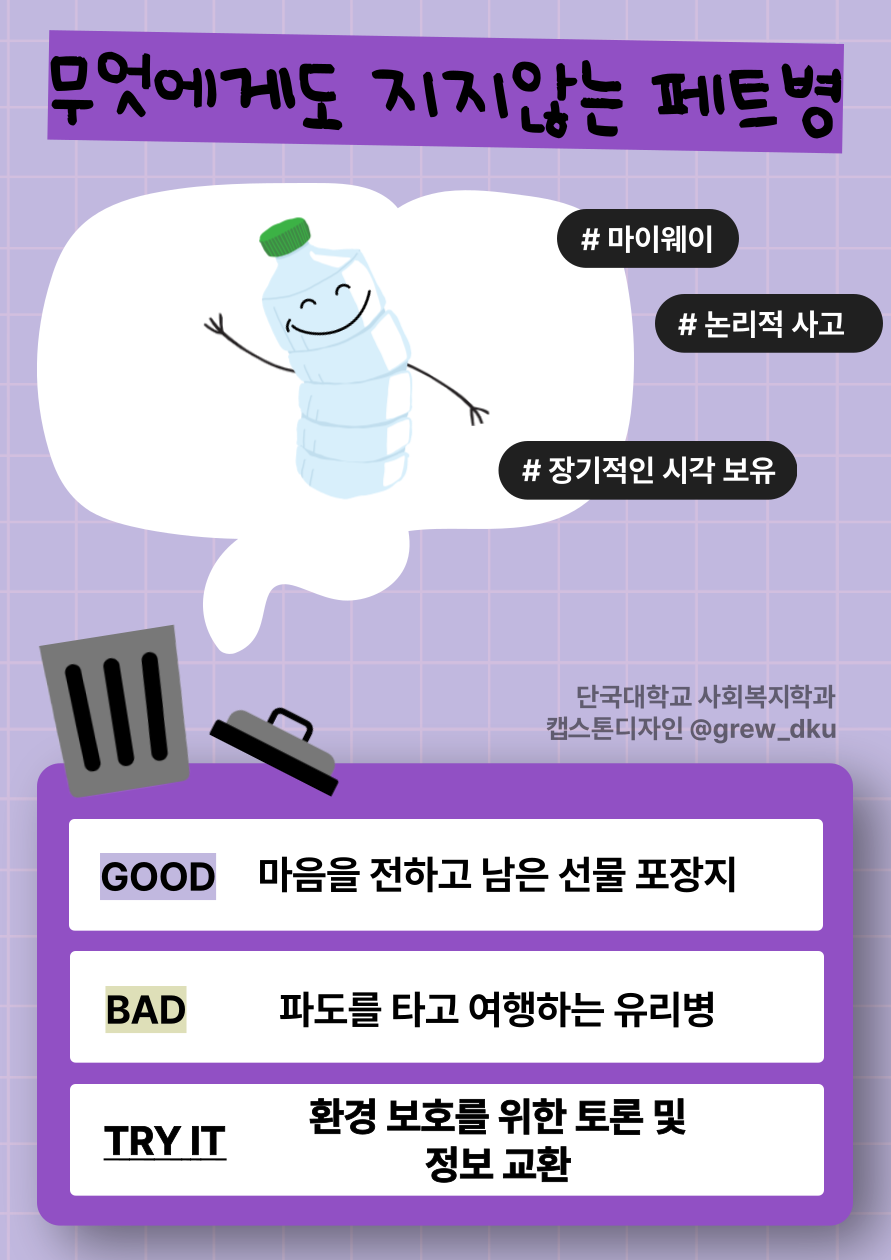 무엇에게도 지지않는 페트병
# 마이웨이
# 논리적 사고
# 장기적인 시각 보유
단국대학교 사회복지학과
캡스톤디자인 @grew_dku
GOOD 마음을 전하고 남은 선물 포장지
BAD 파도를 타고 여행하는 유리병
TRY IT 환경 보호를 위한 토론 및
정보 교환